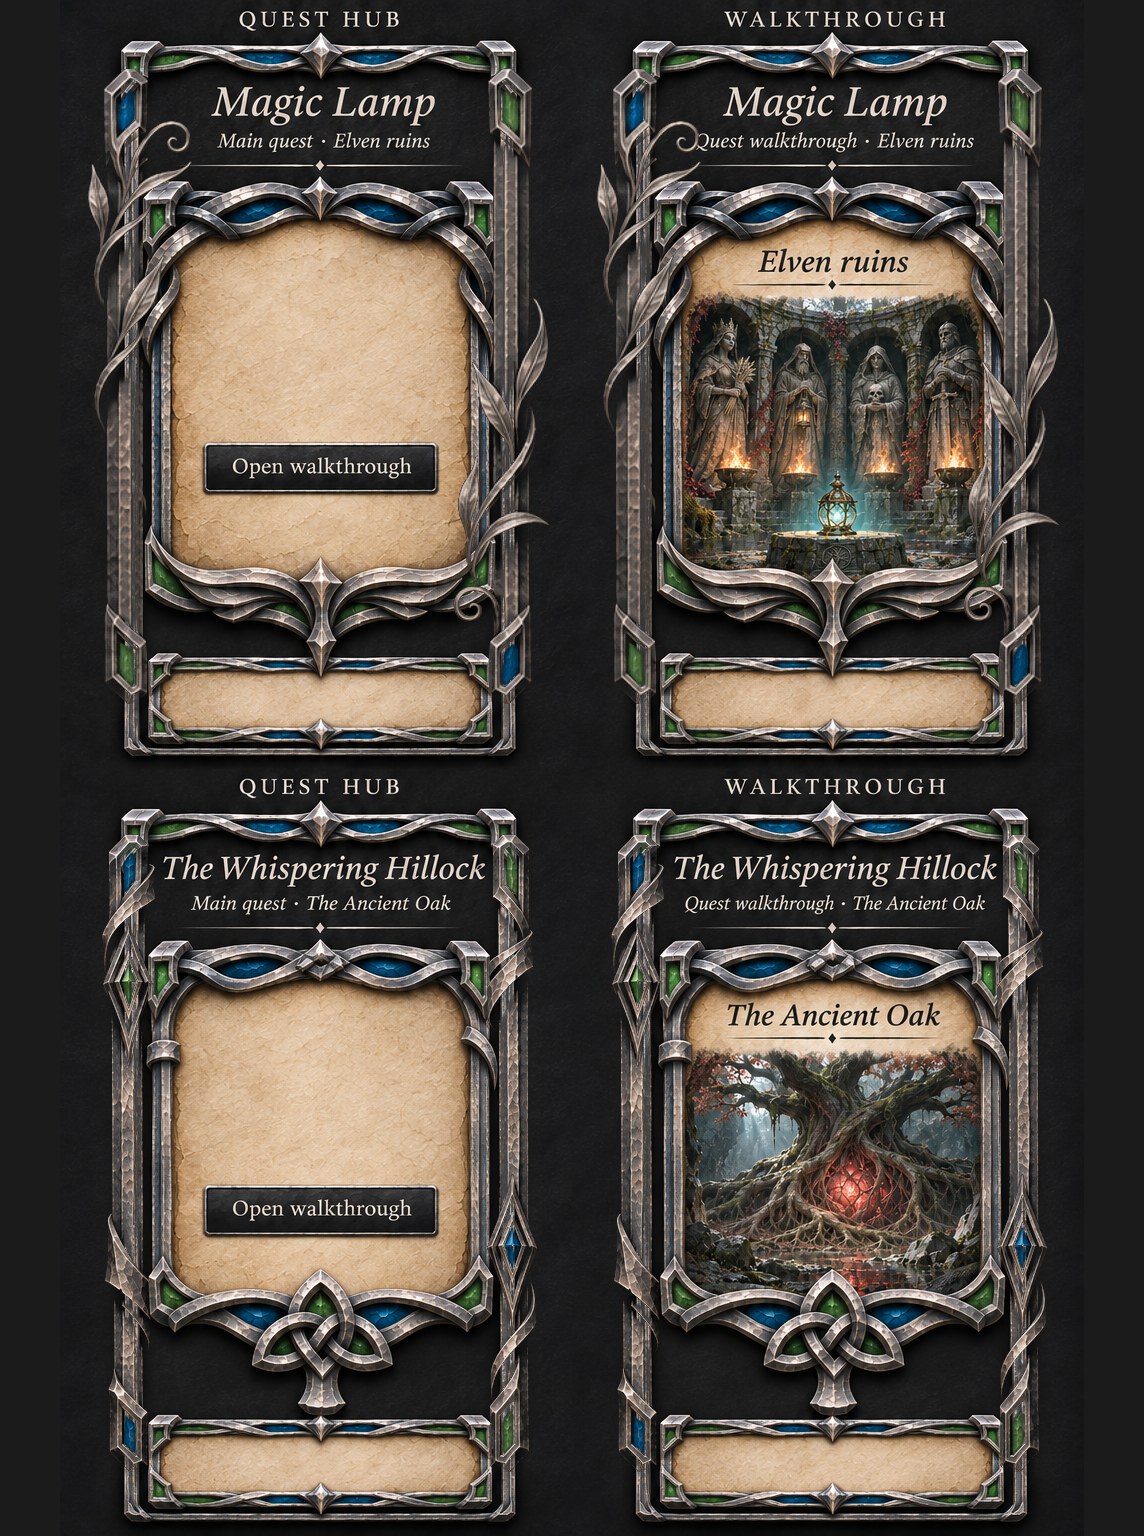 QUEST HUB
Magic Lamp
Main quest · Elven ruins
Open walkthrough
WALKTHROUGH
Magic Lamp
Quest walkthrough · Elven ruins
Elven ruins
QUEST HUB
The Whispering Hillock
Main quest · The Ancient Oak
Open walkthrough
WALKTHROUGH
The Whispering Hillock
Quest walkthrough · The Ancient Oak
The Ancient Oak